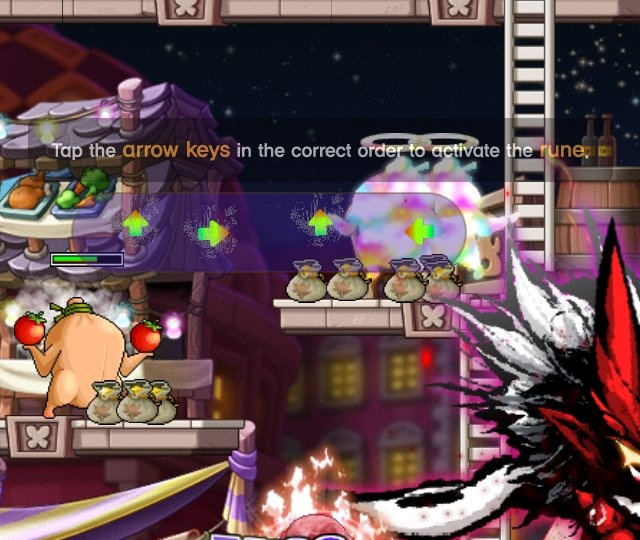 Tap the arrow keys in the correct order to activate the rune.